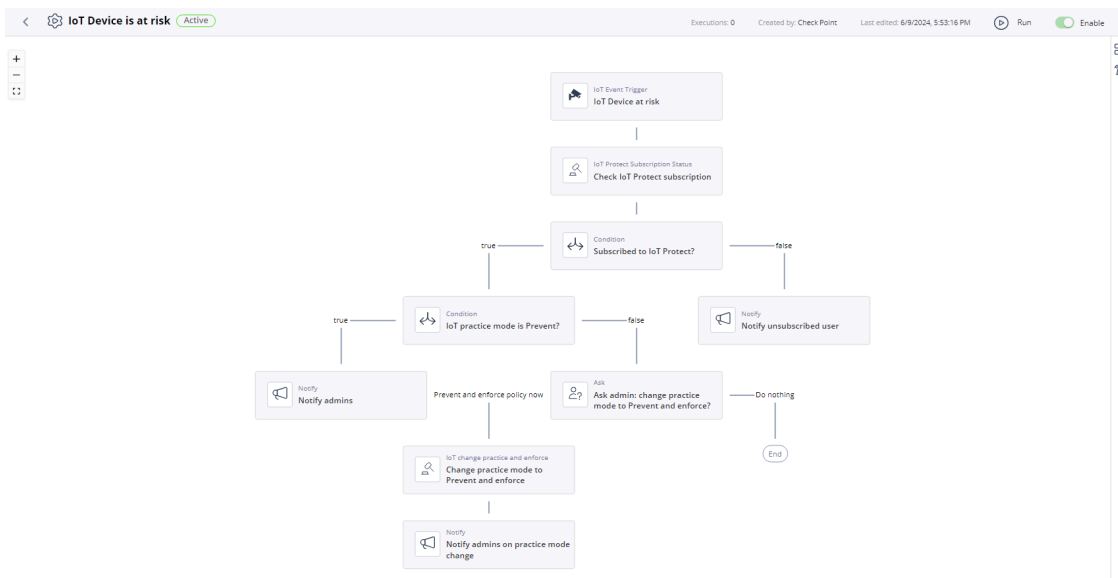 IoT Device is at risk
Active
Executions: 0
Created by: Check Point
Last edited: 6/9/2024, 5:53:16 PM
Run
Enable
IoT Event Trigger
IoT Device at risk
IoT Protect Subscription Status
Check IoT Protect subscription
Condition
Subscribed to IoT Protect?
true
false
Condition
IoT practice mode is Prevent?
Notify
Notify unsubscribed user
true
false
Notify
Notify admins
Prevent and enforce policy now
Ask
Ask admin: change practice
mode to Prevent and enforce?
Do nothing
End
IoT change practice and enforce
Change practice mode to
Prevent and enforce
Notify
Notify admins on practice mode
change